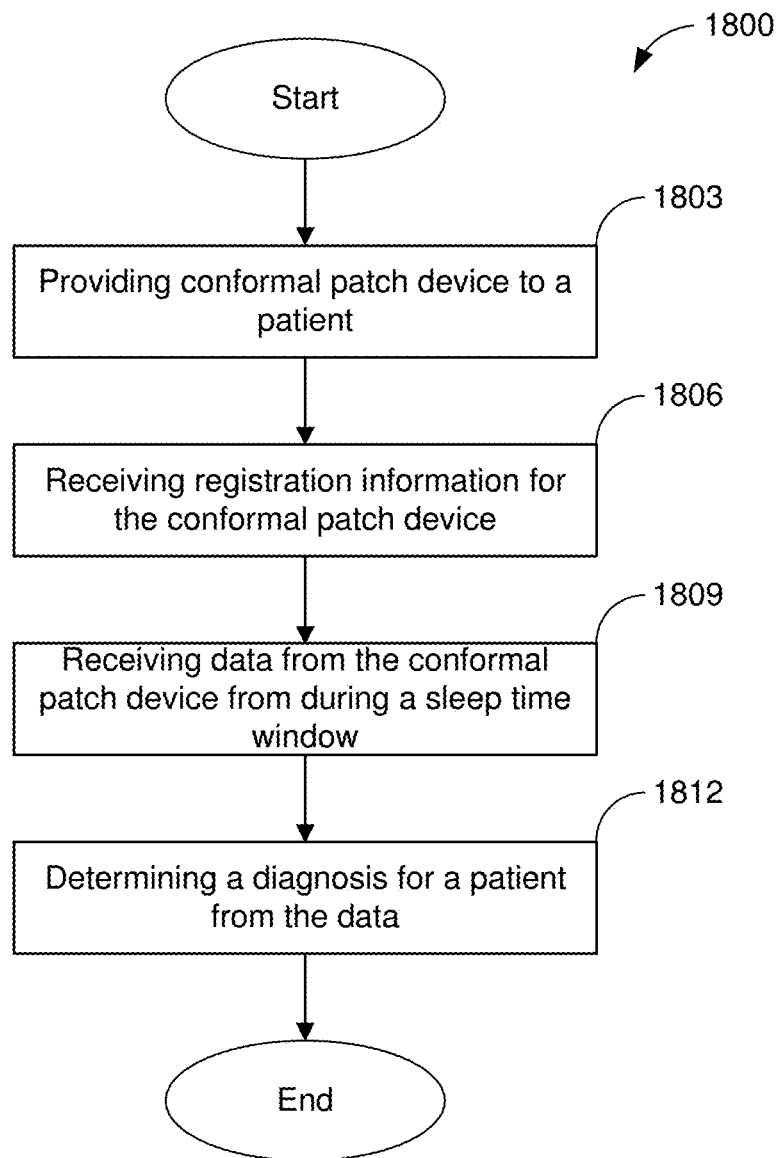 1800
Start
1803
Providing conformal patch device to a
patient
1806
Receiving registration information for
the conformal patch device
1809
Receiving data from the conformal
patch device from during a sleep time
window
1812
Determining a diagnosis for a patient
from the data
End